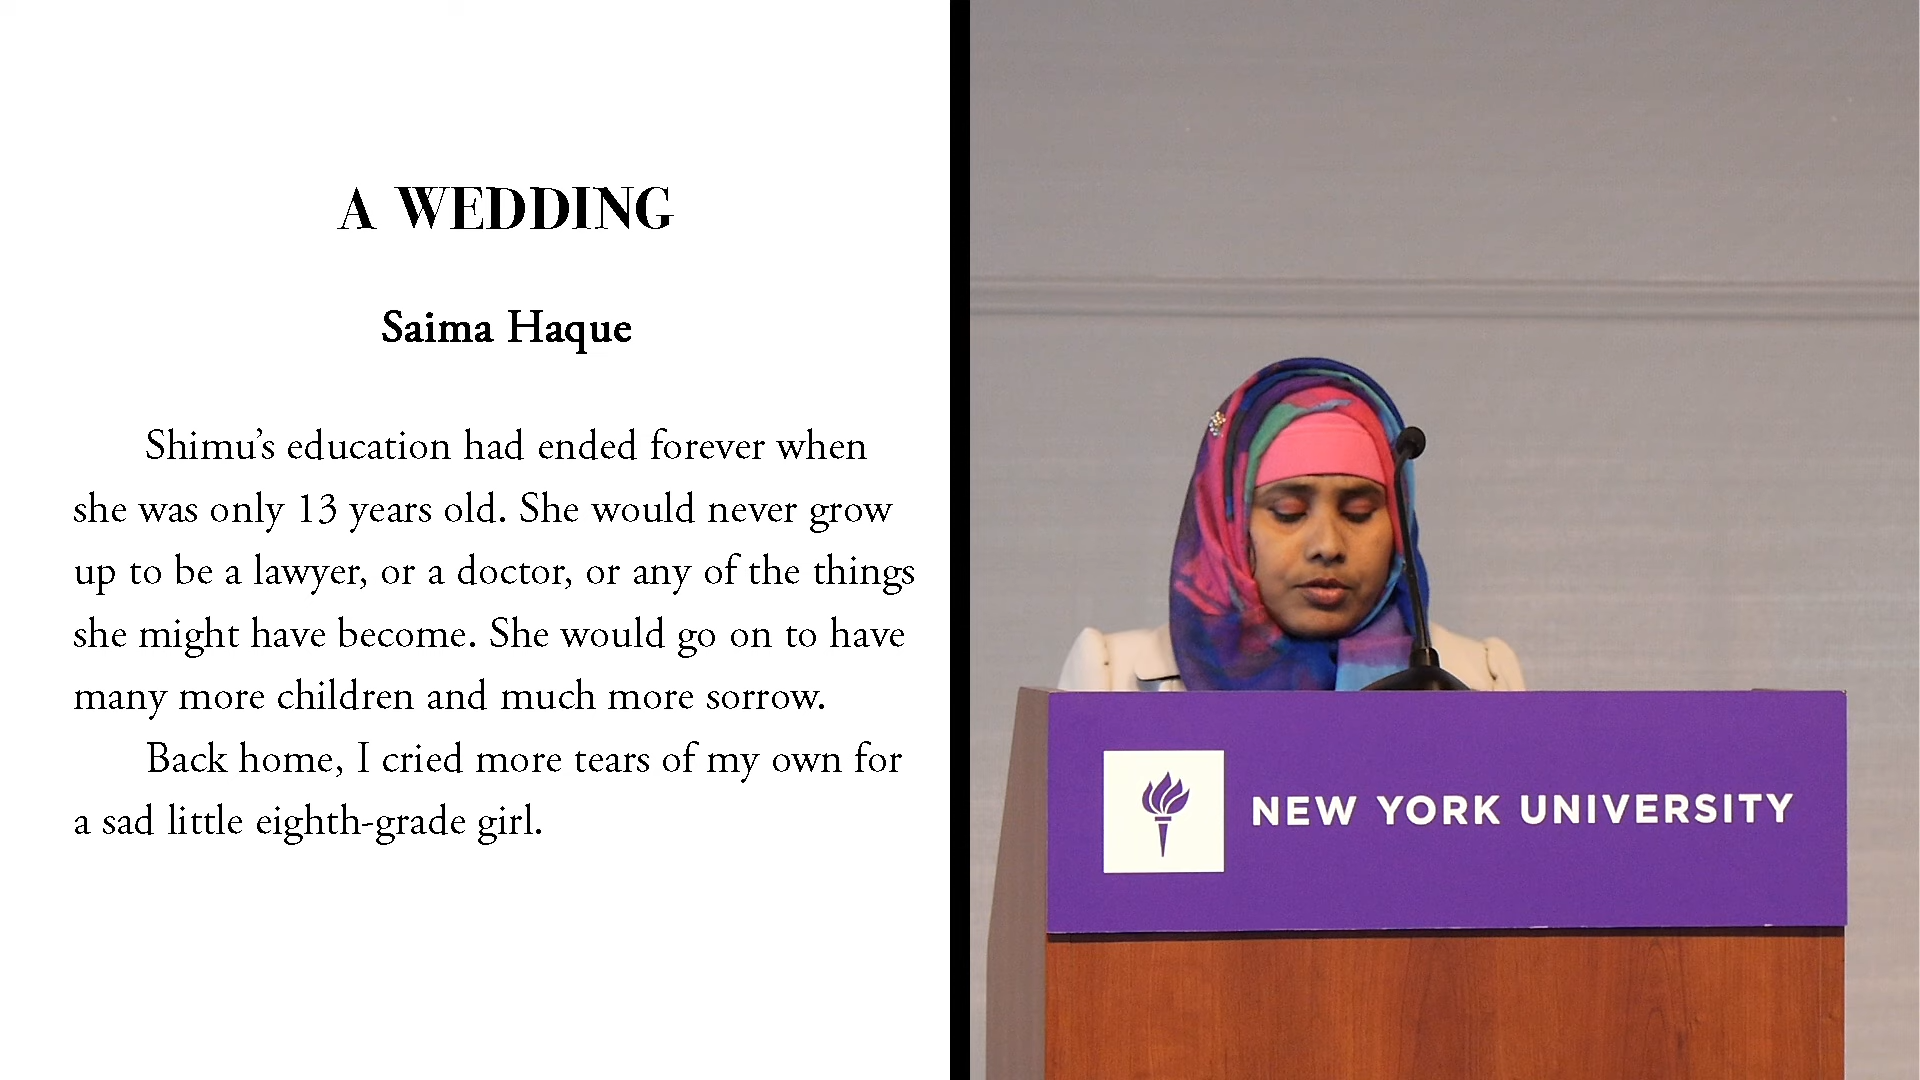 A WEDDING
Saima Haque
Shimu’s education had ended forever when
she was only 13 years old. She would never grow
up to be a lawyer, or a doctor, or any of the things
she might have become. She would go on to have
many more children and much more sorrow.
Back home, I cried more tears of my own for
a sad little eighth-grade girl.
NEW YORK UNIVERSITY